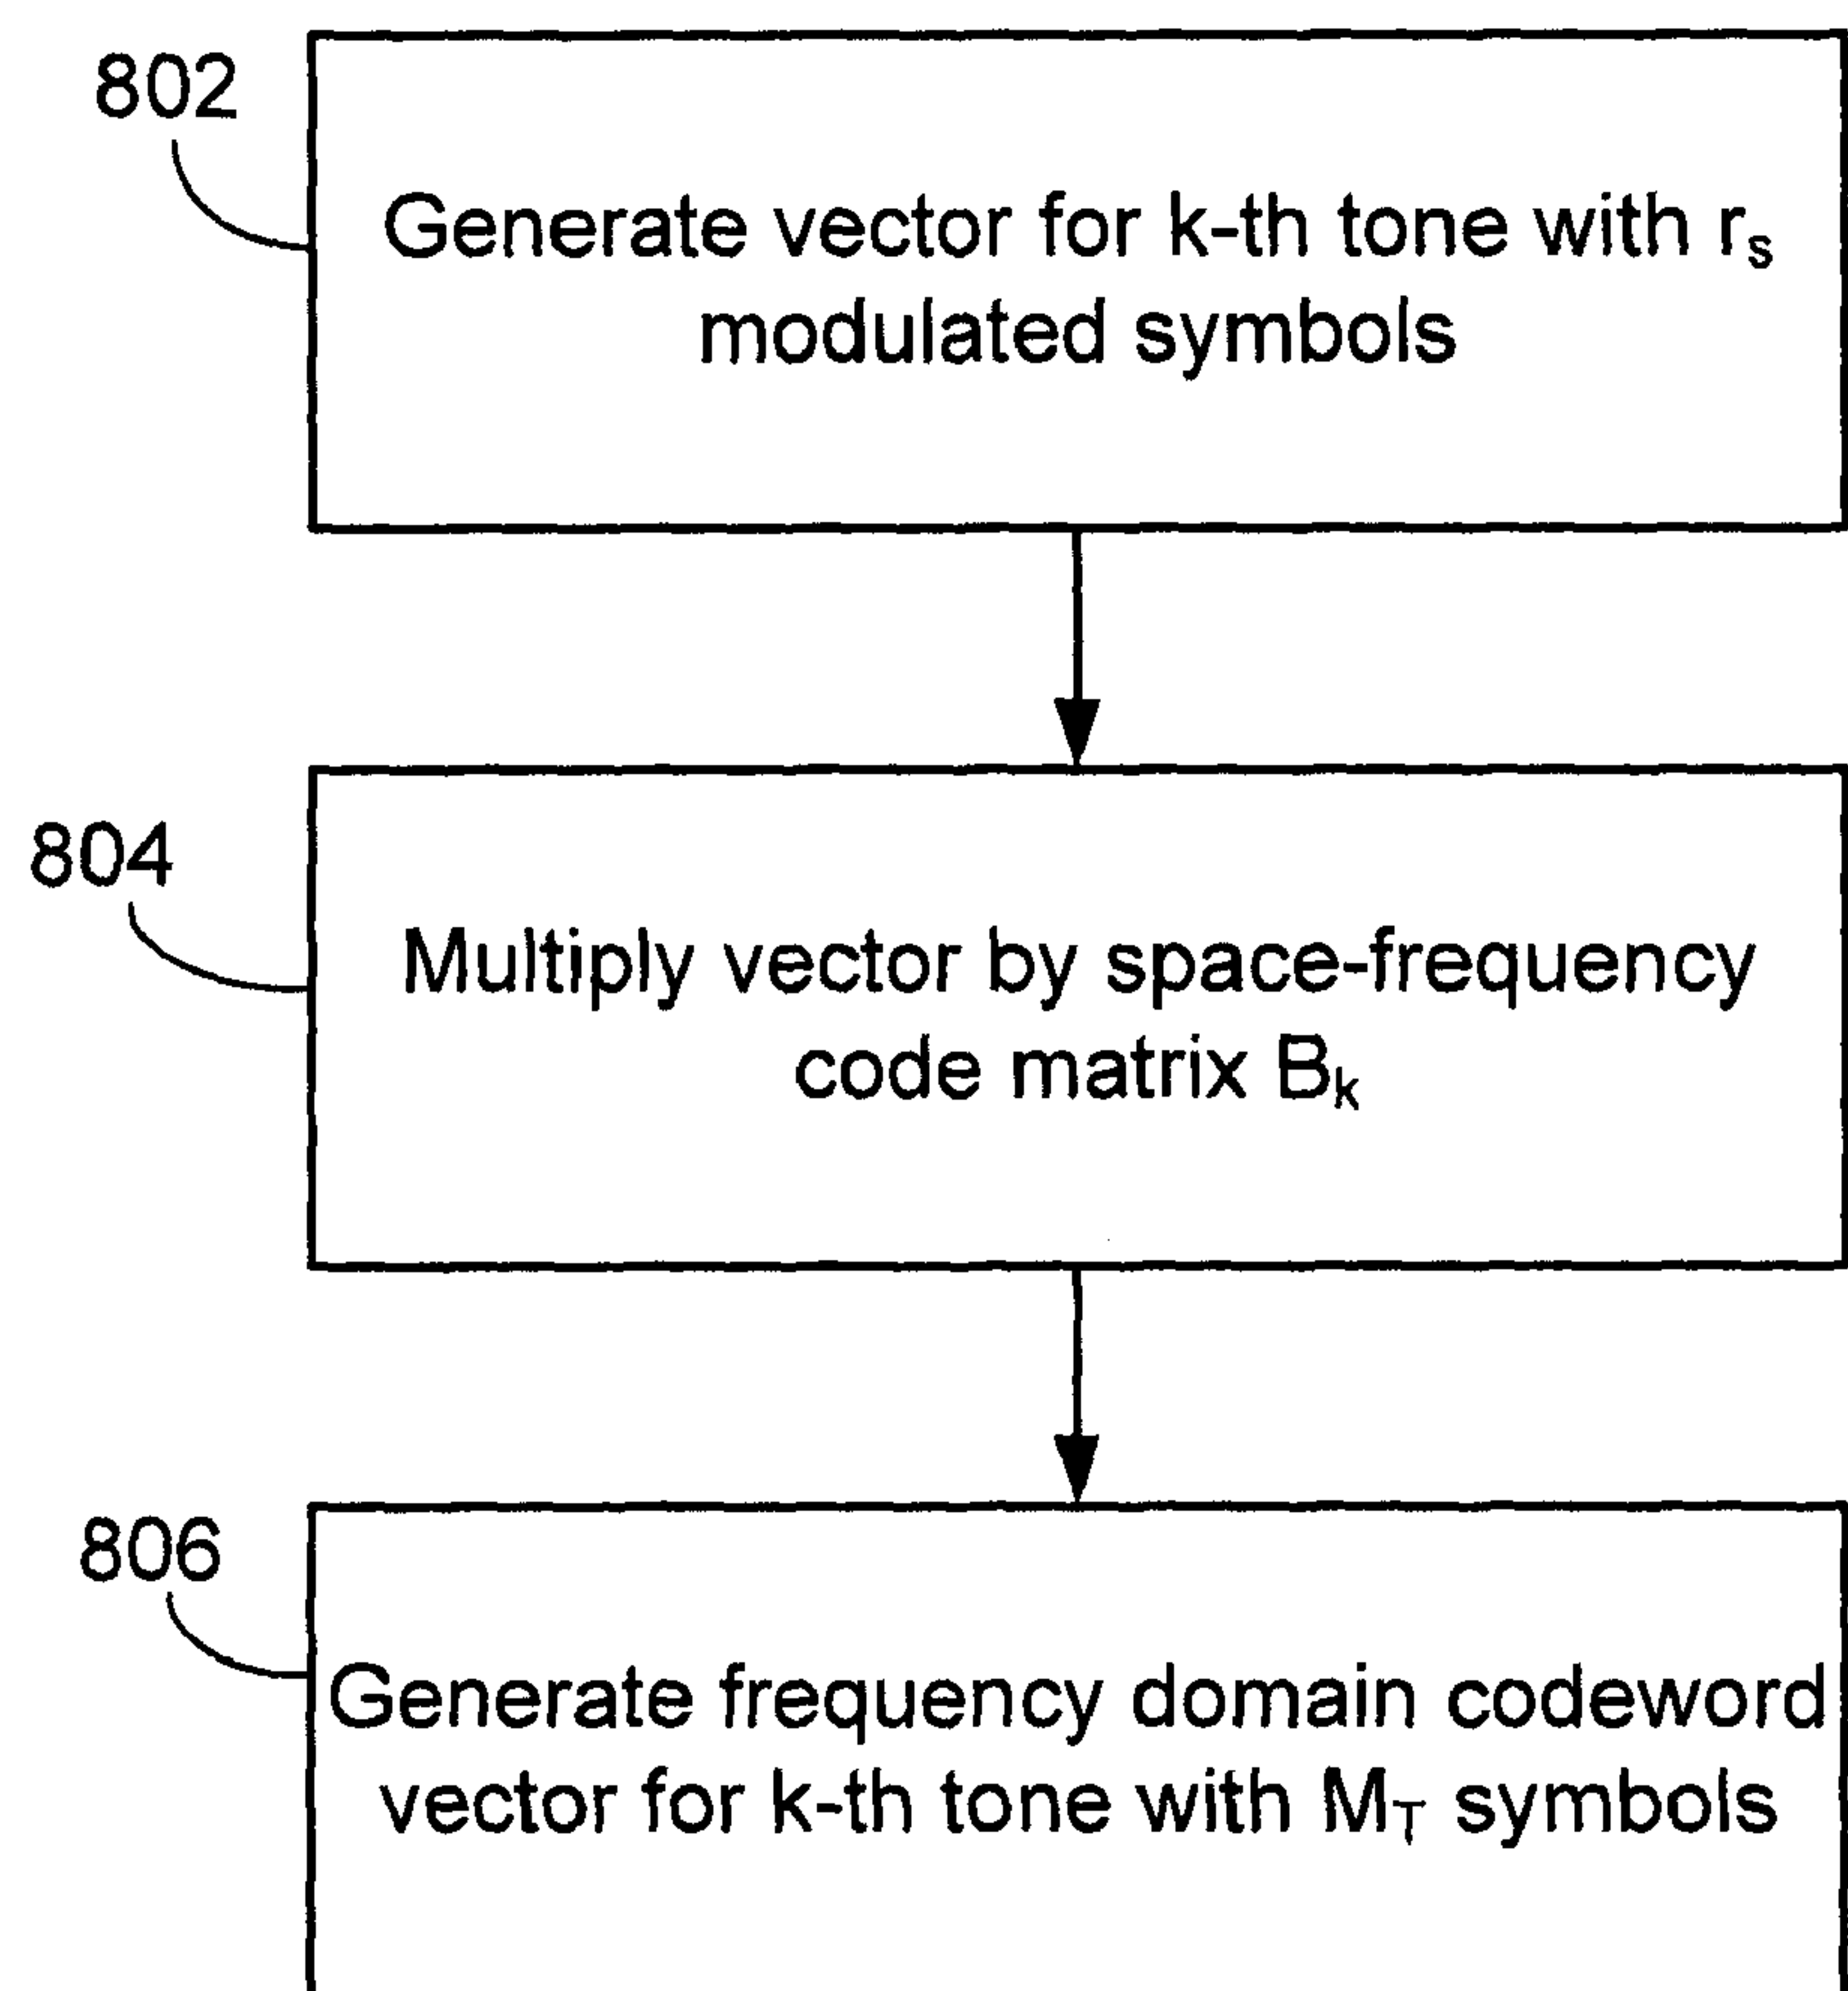 802
Generate vector for k-th tone with rₛ
modulated symbols
804
Multiply vector by space-frequency
code matrix Bₖ
806
Generate frequency domain codeword
vector for k-th tone with M_T symbols